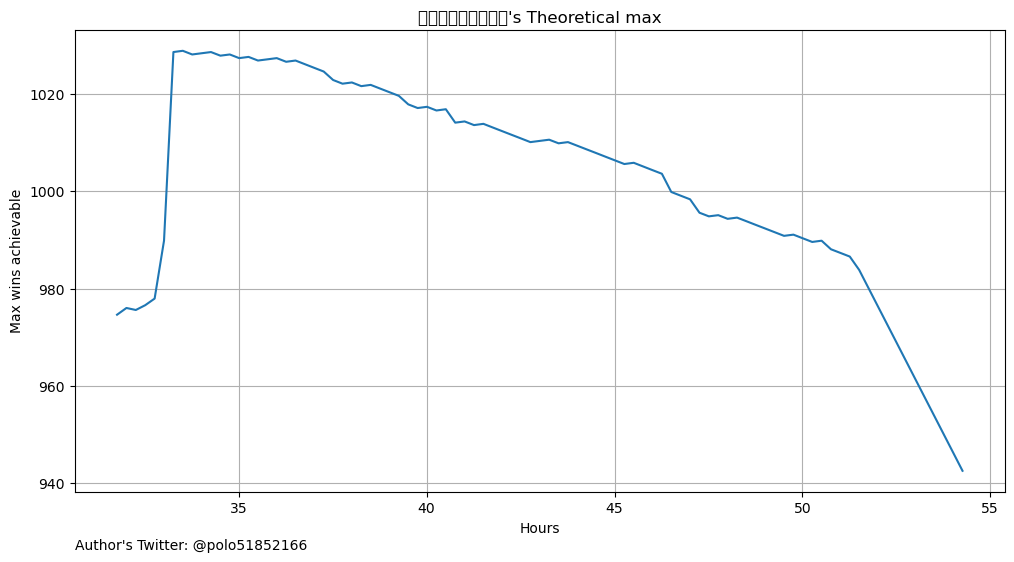 's Theoretical max
Max wins achievable
1020
1000
980
960
940
35 40 45 50 55
Hours
Author's Twitter: @polo51852166